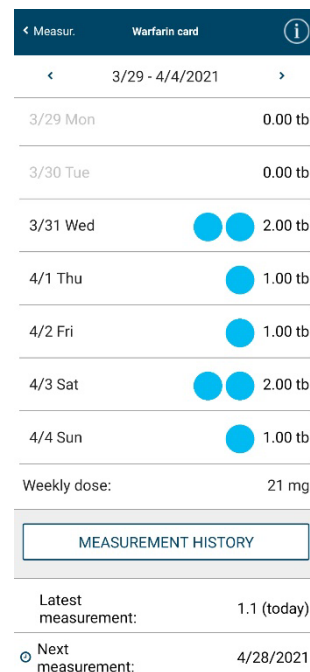 Measur.
Warfarin card
i
3/29 - 4/4/2021
3/29 Mon 0.00 tb
3/30 Tue 0.00 tb
3/31 Wed 2.00 tb
4/1 Thu 1.00 tb
4/2 Fri 1.00 tb
4/3 Sat 2.00 tb
4/4 Sun 1.00 tb
Weekly dose: 21 mg
MEASUREMENT HISTORY
Latest
measurement: 1.1 (today)
Next
measurement: 4/28/2021